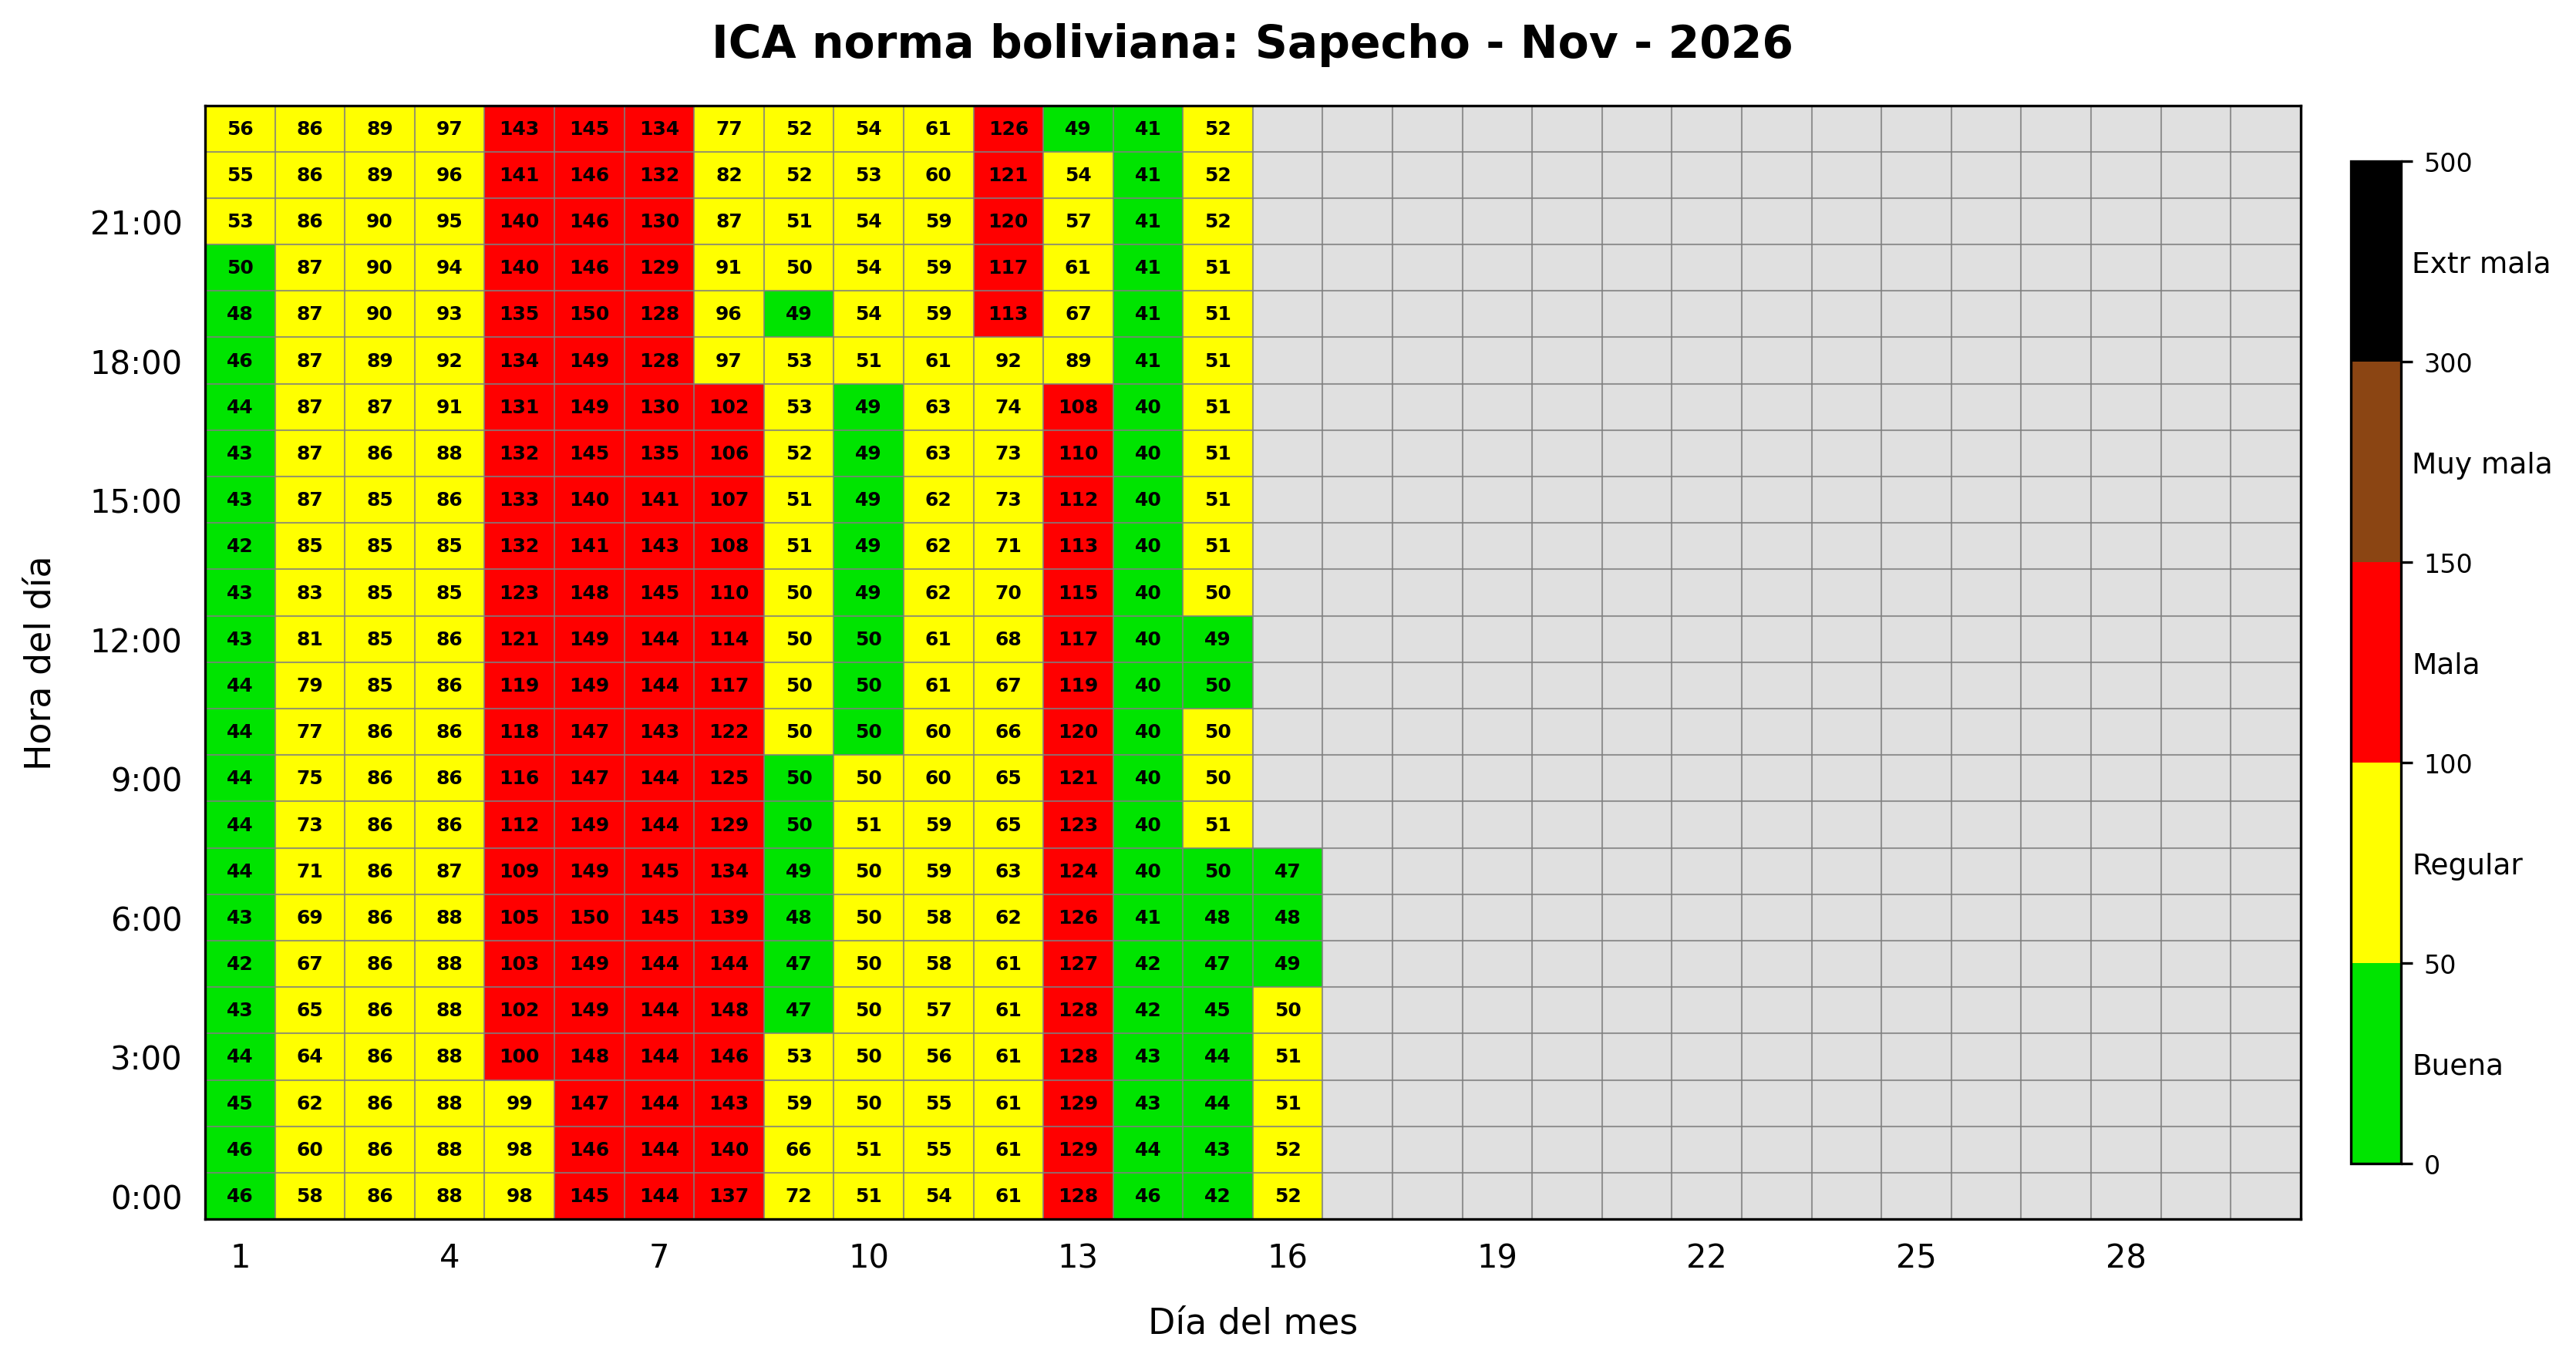 ICA norma boliviana: Sapecho - Nov - 2026
56 86 89 97 143 145 134 77 52 54 61 126 49 41 52
55 86 89 96 141 146 132 82 52 53 60 121 54 41 52
21:00 53 86 90 95 140 146 130 87 51 54 59 120 57 41 52
50 87 90 94 140 146 129 91 50 54 59 117 61 41 51
48 87 90 93 135 150 128 96 49 54 59 113 67 41 51
18:00 46 87 89 92 134 149 128 97 53 51 61 92 89 41 51
44 87 87 91 131 149 130 102 53 49 63 74 108 40 51
43 87 86 88 132 145 135 106 52 49 63 73 110 40 51
15:00 43 87 85 86 133 140 141 107 51 49 62 73 112 40 51
42 85 85 85 132 141 143 108 51 49 62 71 113 40 51
43 83 85 85 123 148 145 110 50 49 62 70 115 40 50
12:00 43 81 85 86 121 149 144 114 50 50 61 68 117 40 49
44 79 85 86 119 149 144 117 50 50 61 67 119 40 50
44 77 86 86 118 147 143 122 50 50 60 66 120 40 50
9:00 44 75 86 86 116 147 144 125 50 50 60 65 121 40 50
44 73 86 86 112 149 144 129 50 51 59 65 123 40 51
44 71 86 87 109 149 145 134 49 50 59 63 124 40 50 47
6:00 43 69 86 88 105 150 145 139 48 50 58 62 126 41 48 48
42 67 86 88 103 149 144 144 47 50 58 61 127 42 47 49
43 65 86 88 102 149 144 148 47 50 57 61 128 42 45 50
3:00 44 64 86 88 100 148 144 146 53 50 56 61 128 43 44 51
45 62 86 88 99 147 144 143 59 50 55 61 129 43 44 51
46 60 86 88 98 146 144 140 66 51 55 61 129 44 43 52
0:00 46 58 86 88 98 145 144 137 72 51 54 61 128 46 42 52
1 4 7 10 13 16 19 22 25 28
Día del mes
Hora del día
500
Extr mala
300
Muy mala
150
Mala
100
Regular
50
Buena
0